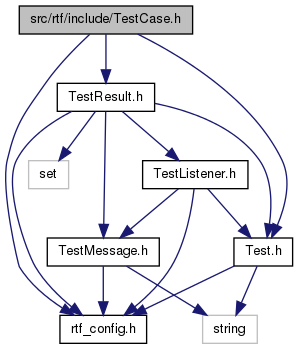 src/rtf/include/TestCase.h
TestResult.h
set
TestListener.h
TestMessage.h
Test.h
rtf_config.h
string